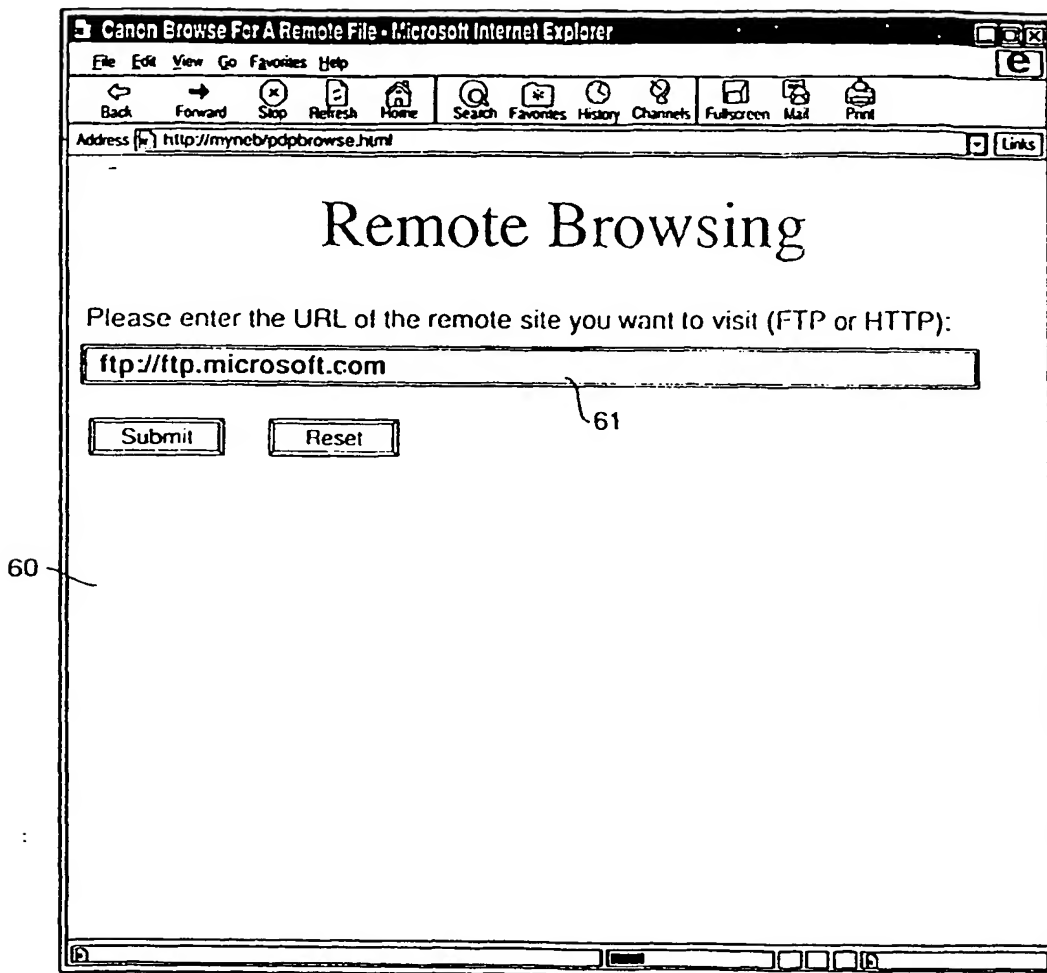 Canon Browse For A Remote File - Microsoft Internet Explorer
File Edit View Go Favorites Help
e
Back Forward Stop Refresh Home Search Favorites History Channels Fullscreen Mail Print
Address http://myneb/pdpbrowse.html Links
Remote Browsing
Please enter the URL of the remote site you want to visit (FTP or HTTP):
ftp://ftp.microsoft.com
61
Submit Reset
60